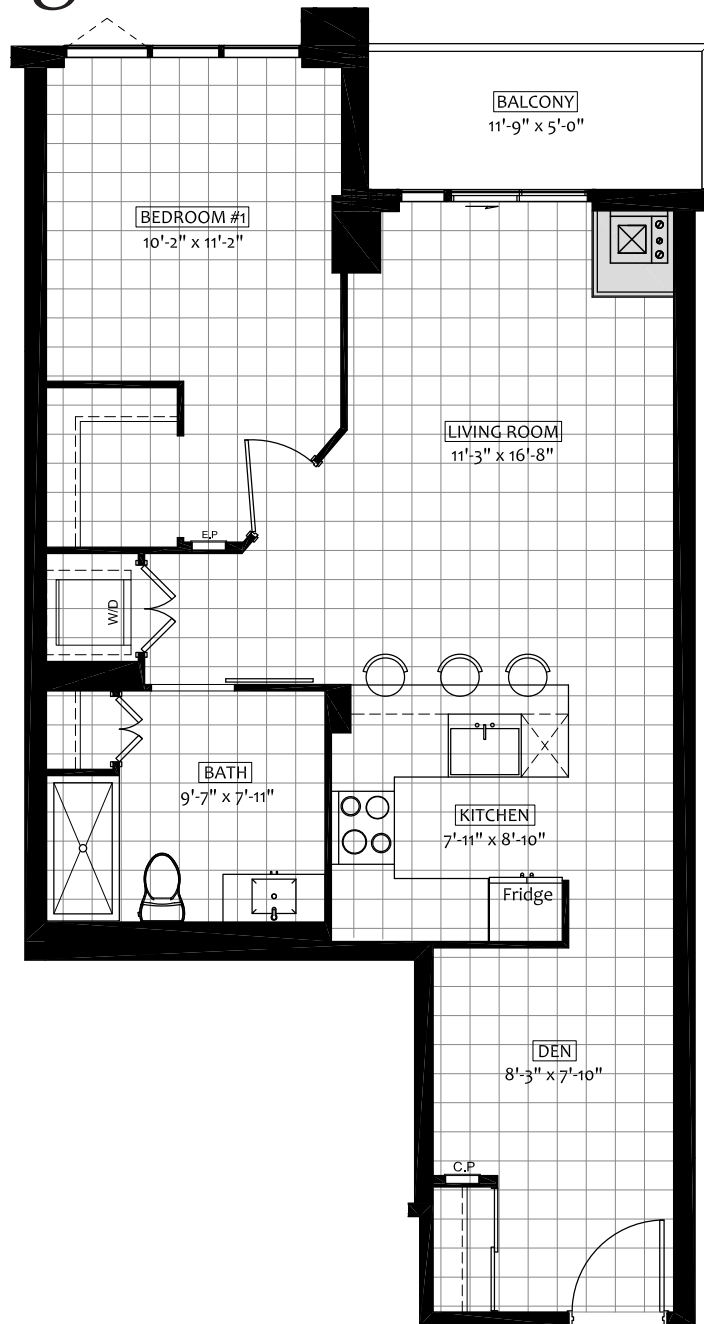 BALCONY
11'-9" x 5'-0"
BEDROOM #1
10'-2" x 11'-2"
LIVING ROOM
11'-3" x 16'-8"
E.P
W/D
BATH
9'-7" x 7'-11"
KITCHEN
7'-11" x 8'-10"
Fridge
DEN
8'-3" x 7'-10"
C.P